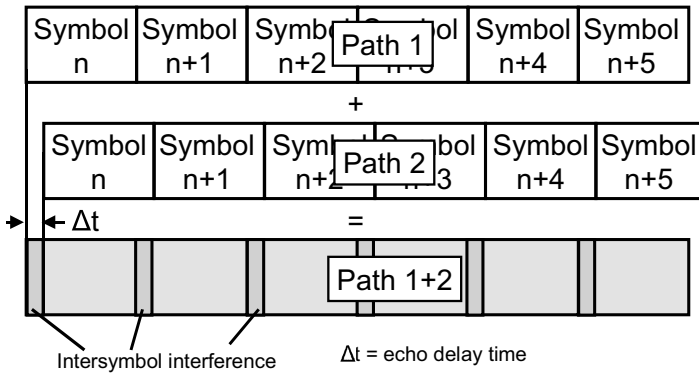 Symbol Symbol Symbol Path 1 Symbol Symbol
n n+1 n+2 n+4 n+5
+
Symbol Symbol Path 2 Symbol Symbol
n n+1 n+3 n+4 n+5
Δt =
Path 1+2
Intersymbol interference Δt = echo delay time